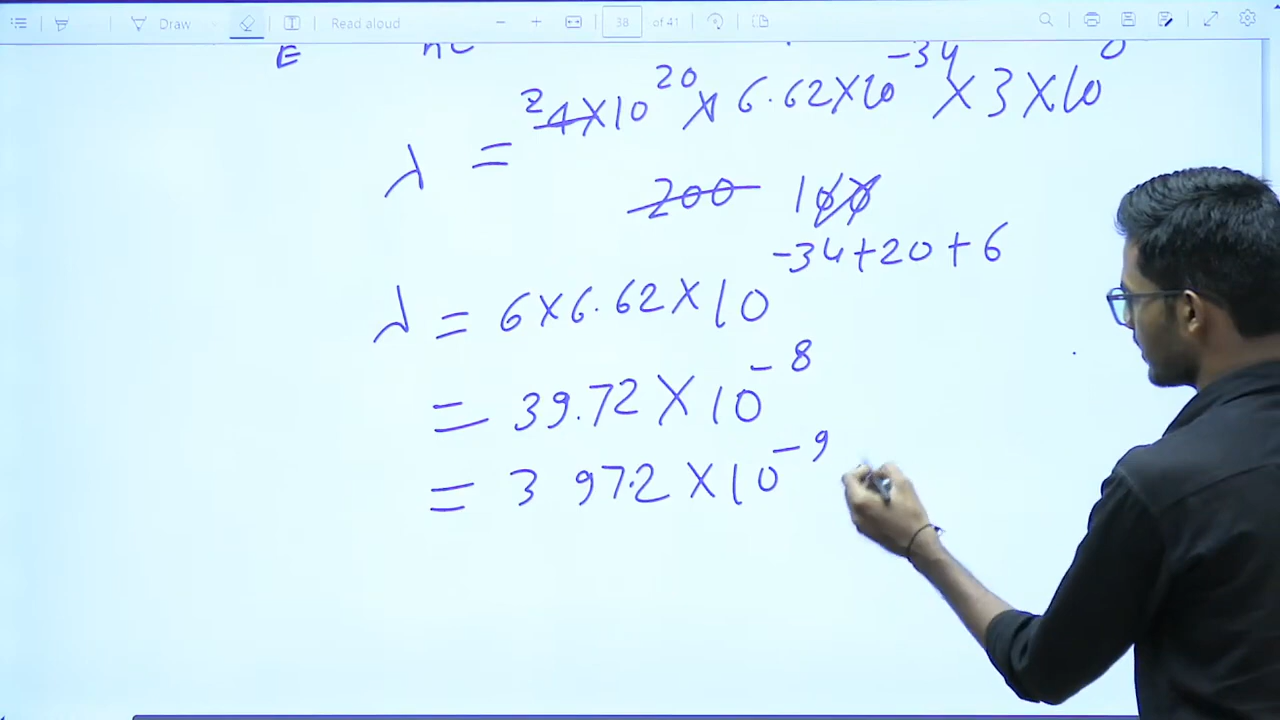 Draw
Read aloud
38 of 41
E hc
λ = 2 4×10^20 × 6.62×10^-34 × 3×10
200 100
λ = 6×6.62×10^-34+20+6
= 39.72×10^-8
= 3 97.2×10^-9